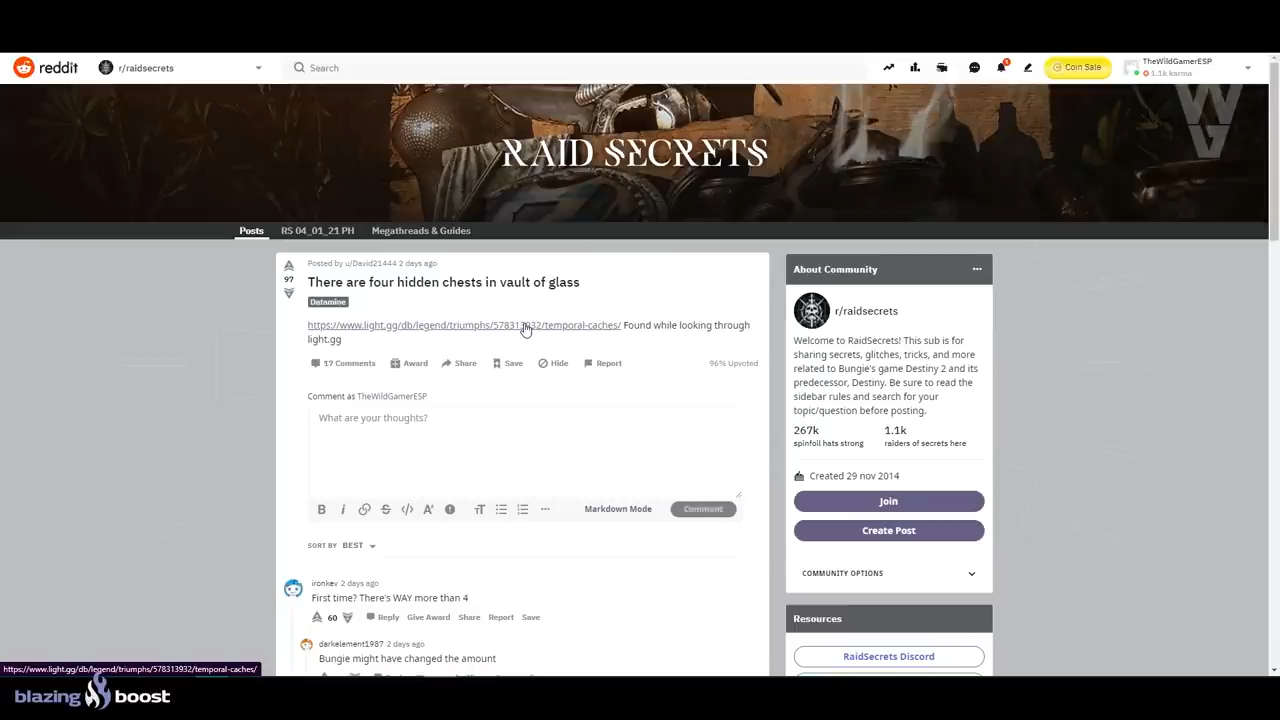 reddit
r/raidsecrets
Search
Coin Sale
TheWildGamerESP
1.1k karma
RAID SECRETS
Posts
RS 04_01_21 PH
Megathreads & Guides
Posted by u/David21444 2 days ago
97
There are four hidden chests in vault of glass
Datamine
https://www.light.gg/db/legend/triumphs/578313932/temporal-caches/ Found while looking through
light.gg
17 Comments
Award
Share
Save
Hide
Report
96% Upvoted
Comment as TheWildGamerESP
What are your thoughts?
Markdown Mode
Comment
SORT BY BEST
ironkev 2 days ago
First time? There's WAY more than 4
60
Reply
Give Award
Share
Report
Save
darkelement1987 2 days ago
Bungie might have changed the amount
About Community
r/raidsecrets
Welcome to RaidSecrets! This sub is for
sharing secrets, glitches, tricks, and more
related to Bungie's game Destiny 2 and its
predecessor, Destiny. Be sure to read the
sidebar rules and search for your
topic/question before posting.
267k
spinfoil hats strong
1.1k
raiders of secrets here
Created 29 nov 2014
Join
Create Post
COMMUNITY OPTIONS
Resources
RaidSecrets Discord
https://www.light.gg/db/legend/triumphs/578313932/temporal-caches/
blazing boost